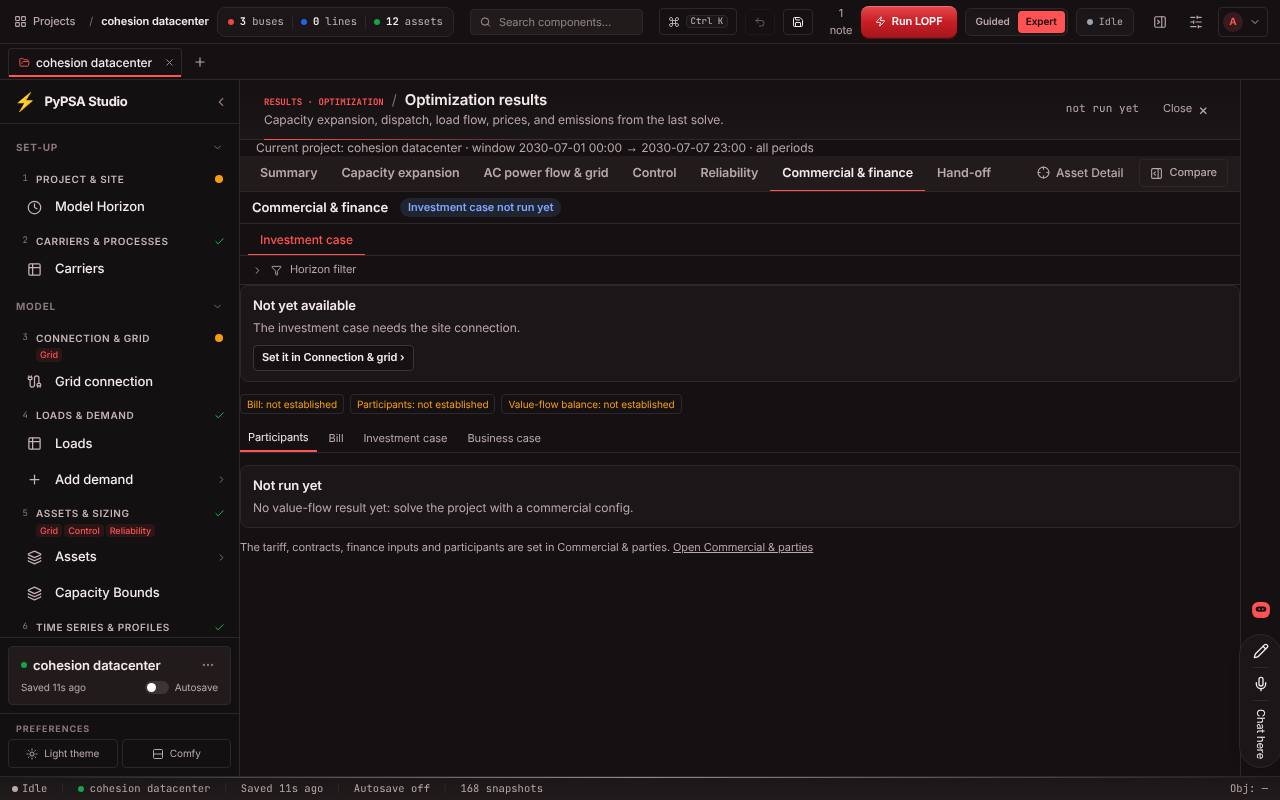 Projects / cohesion datacenter
3 buses 0 lines 12 assets
Search components...
⌘ Ctrl K
1 note
Run LOPF
Guided Expert
Idle
A
cohesion datacenter
PyPSA Studio
SET-UP
1 PROJECT & SITE
Model Horizon
2 CARRIERS & PROCESSES
Carriers
MODEL
3 CONNECTION & GRID
Grid
Grid connection
4 LOADS & DEMAND
Loads
Add demand
5 ASSETS & SIZING
Grid Control Reliability
Assets
Capacity Bounds
6 TIME SERIES & PROFILES
cohesion datacenter
Saved 11s ago Autosave
PREFERENCES
Light theme Comfy
RESULTS · OPTIMIZATION / Optimization results
Capacity expansion, dispatch, load flow, prices, and emissions from the last solve.
not run yet Close ×
Current project: cohesion datacenter · window 2030-07-01 00:00 → 2030-07-07 23:00 · all periods
Summary Capacity expansion AC power flow & grid Control Reliability Commercial & finance Hand-off Asset Detail Compare
Commercial & finance Investment case not run yet
Investment case
Horizon filter
Not yet available
The investment case needs the site connection.
Set it in Connection & grid ›
Bill: not established Participants: not established Value-flow balance: not established
Participants Bill Investment case Business case
Not run yet
No value-flow result yet: solve the project with a commercial config.
The tariff, contracts, finance inputs and participants are set in Commercial & parties. Open Commercial & parties
Chat here
Idle cohesion datacenter Saved 11s ago Autosave off 168 snapshots Obj: —